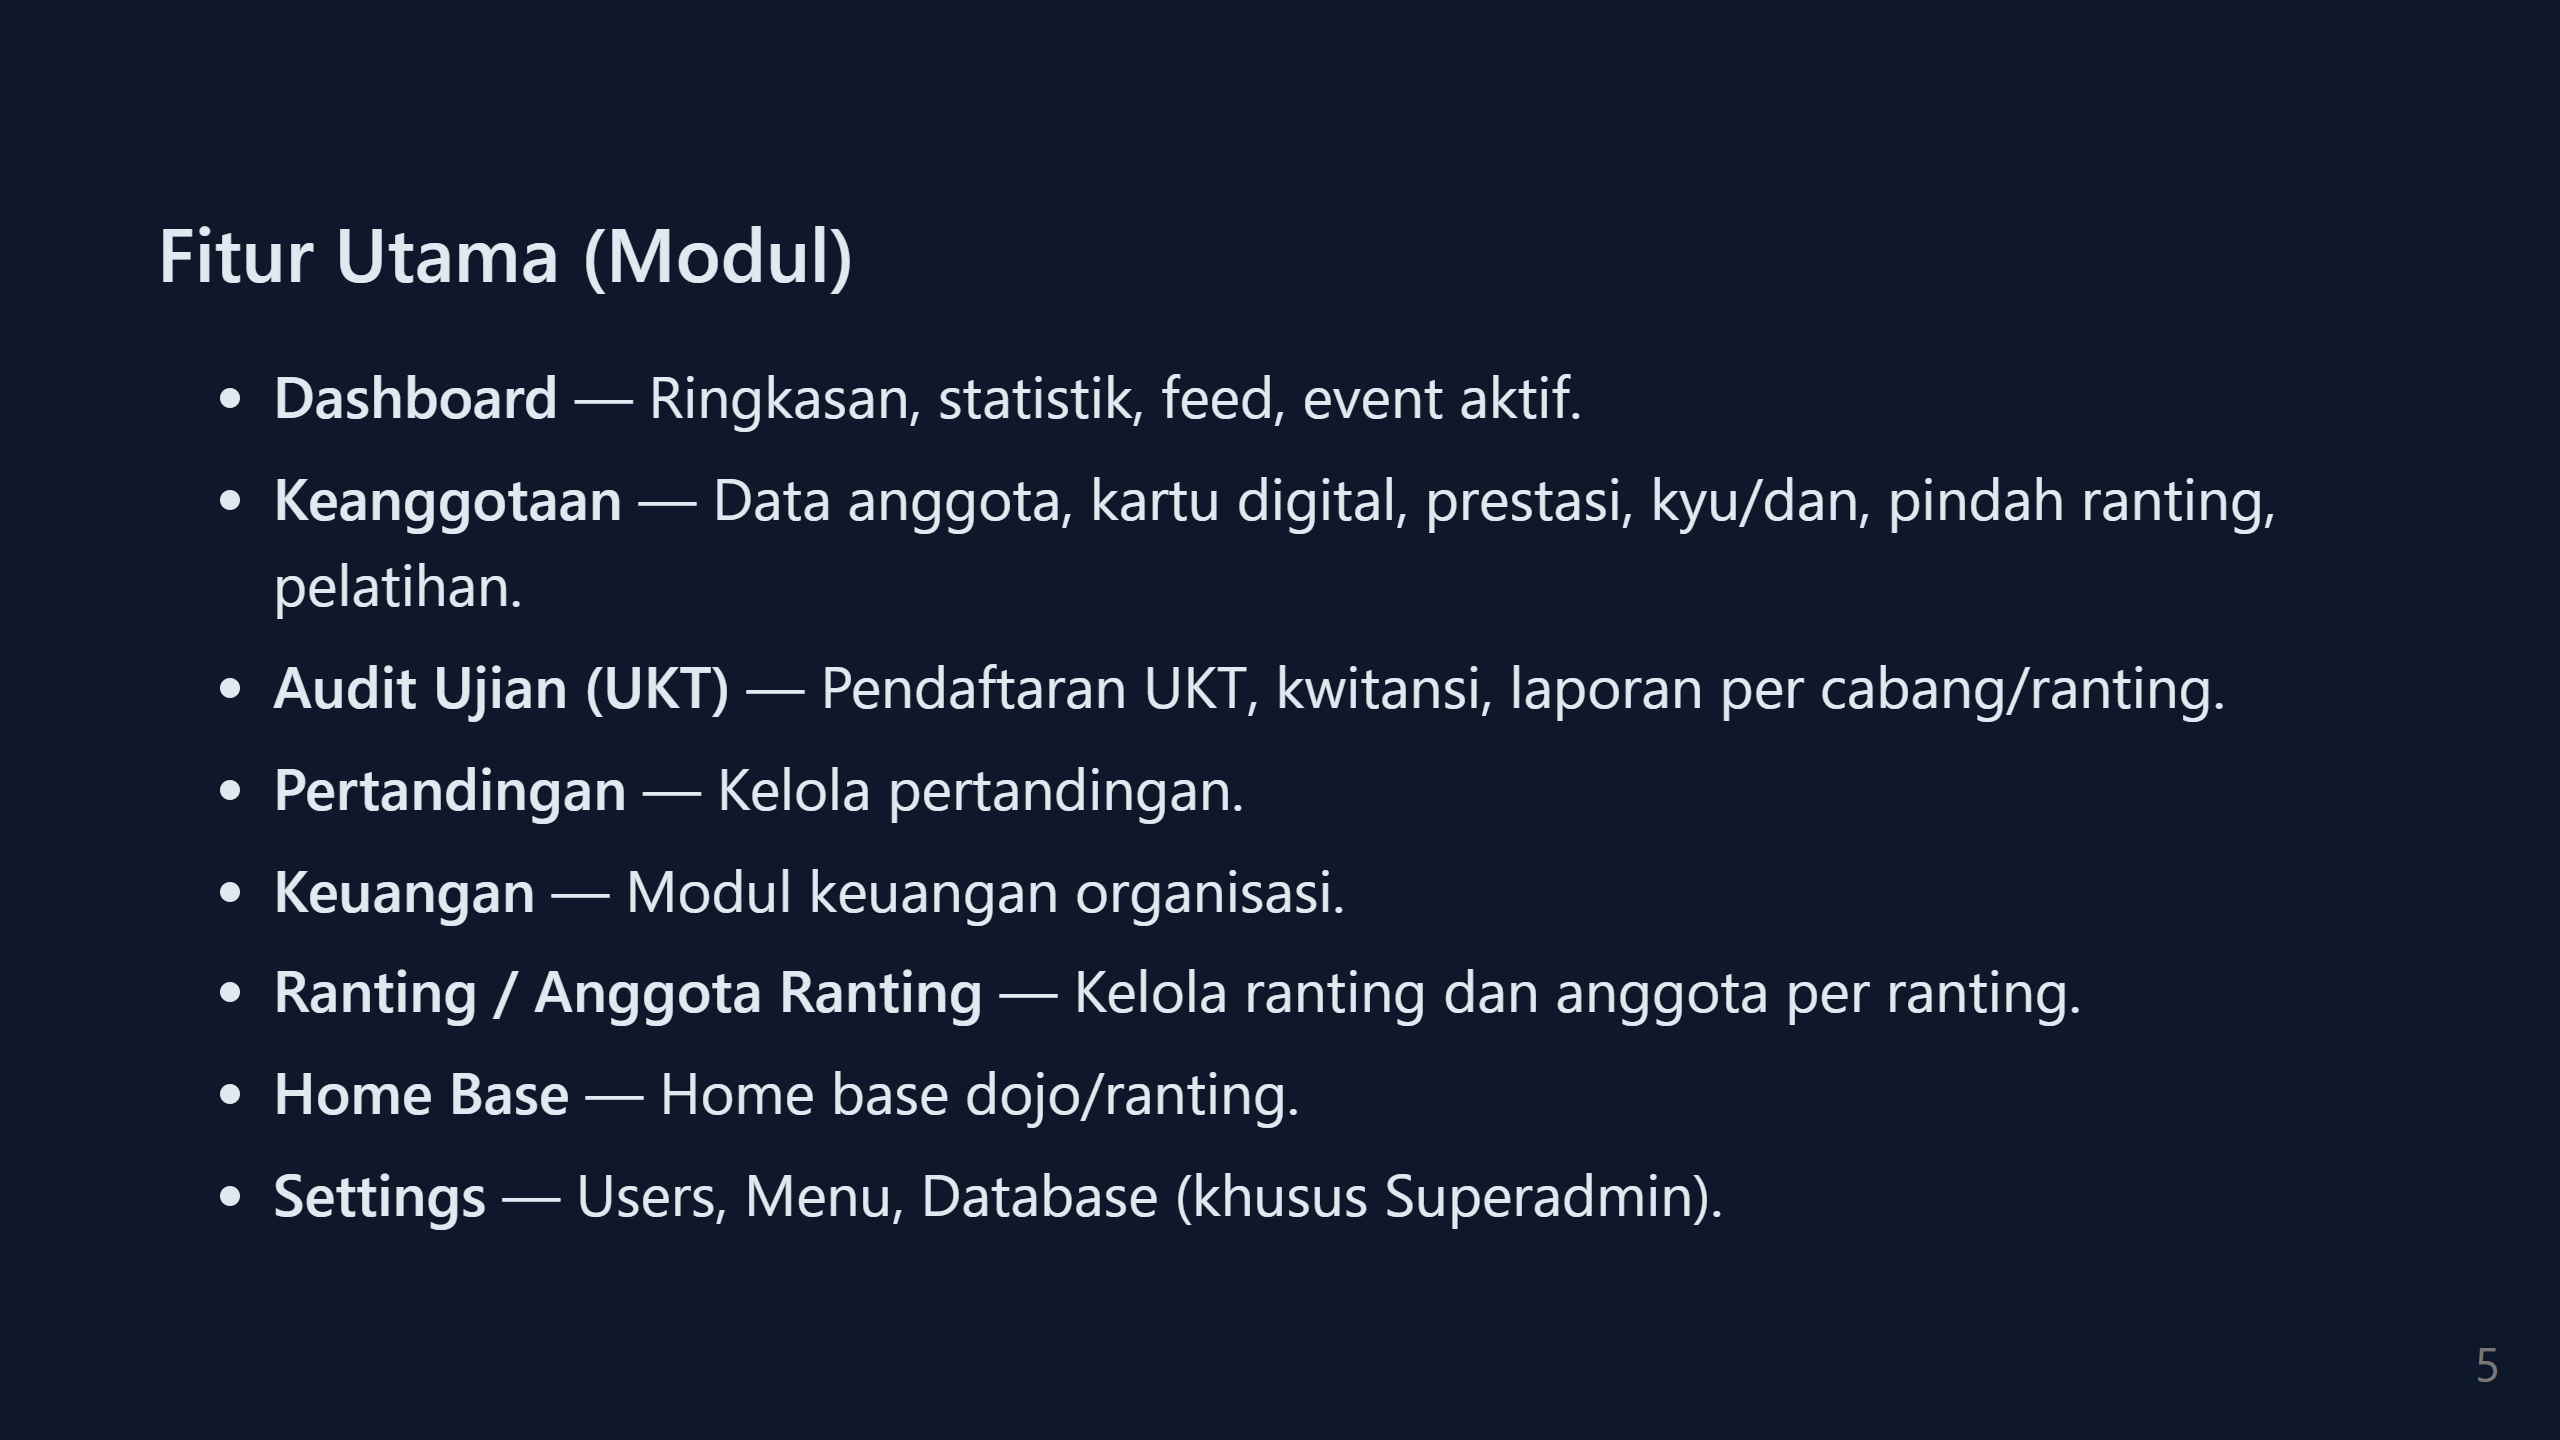 Fitur Utama (Modul)
• Dashboard — Ringkasan, statistik, feed, event aktif.
• Keanggotaan — Data anggota, kartu digital, prestasi, kyu/dan, pindah ranting,
pelatihan.
• Audit Ujian (UKT) — Pendaftaran UKT, kwitansi, laporan per cabang/ranting.
• Pertandingan — Kelola pertandingan.
• Keuangan — Modul keuangan organisasi.
• Ranting / Anggota Ranting — Kelola ranting dan anggota per ranting.
• Home Base — Home base dojo/ranting.
• Settings — Users, Menu, Database (khusus Superadmin).
5